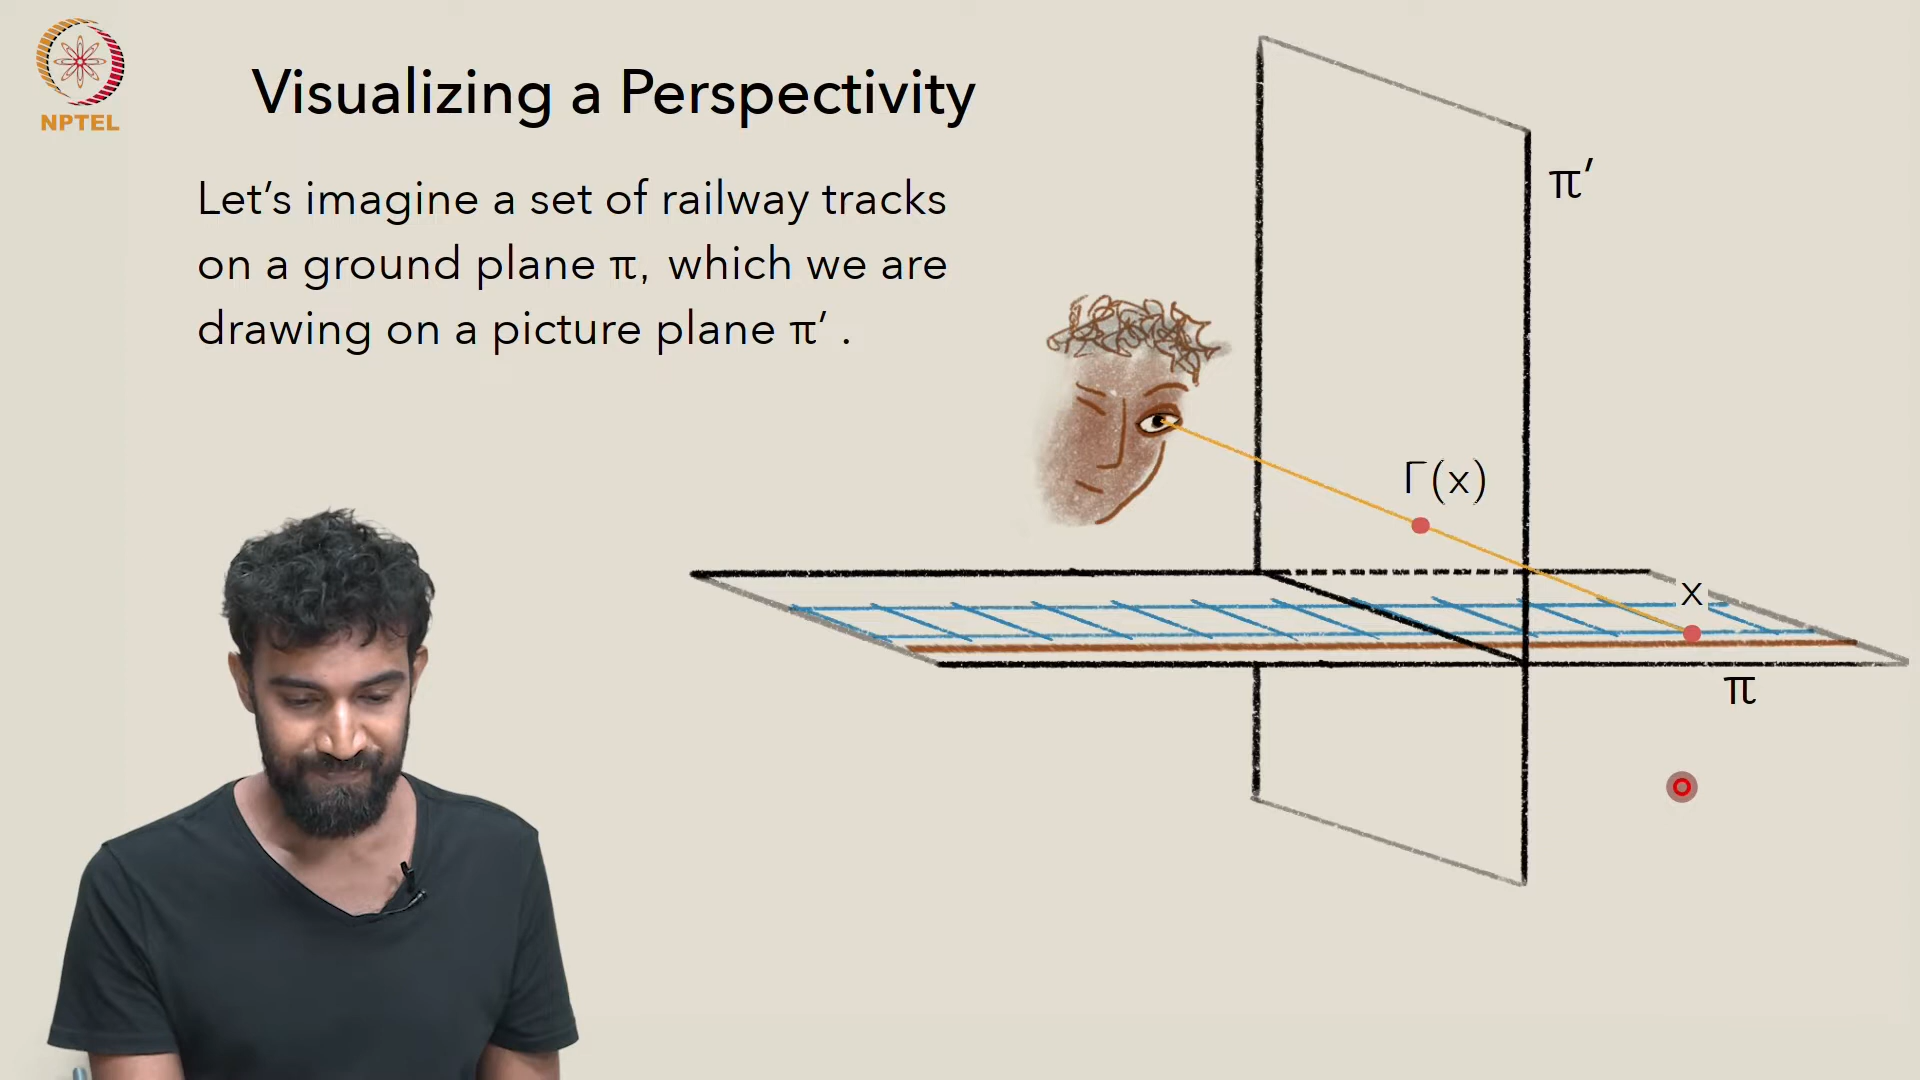 NPTEL
Visualizing a Perspectivity
Let’s imagine a set of railway tracks
on a ground plane π, which we are
drawing on a picture plane π′ .
π′
Γ(x)
x
π